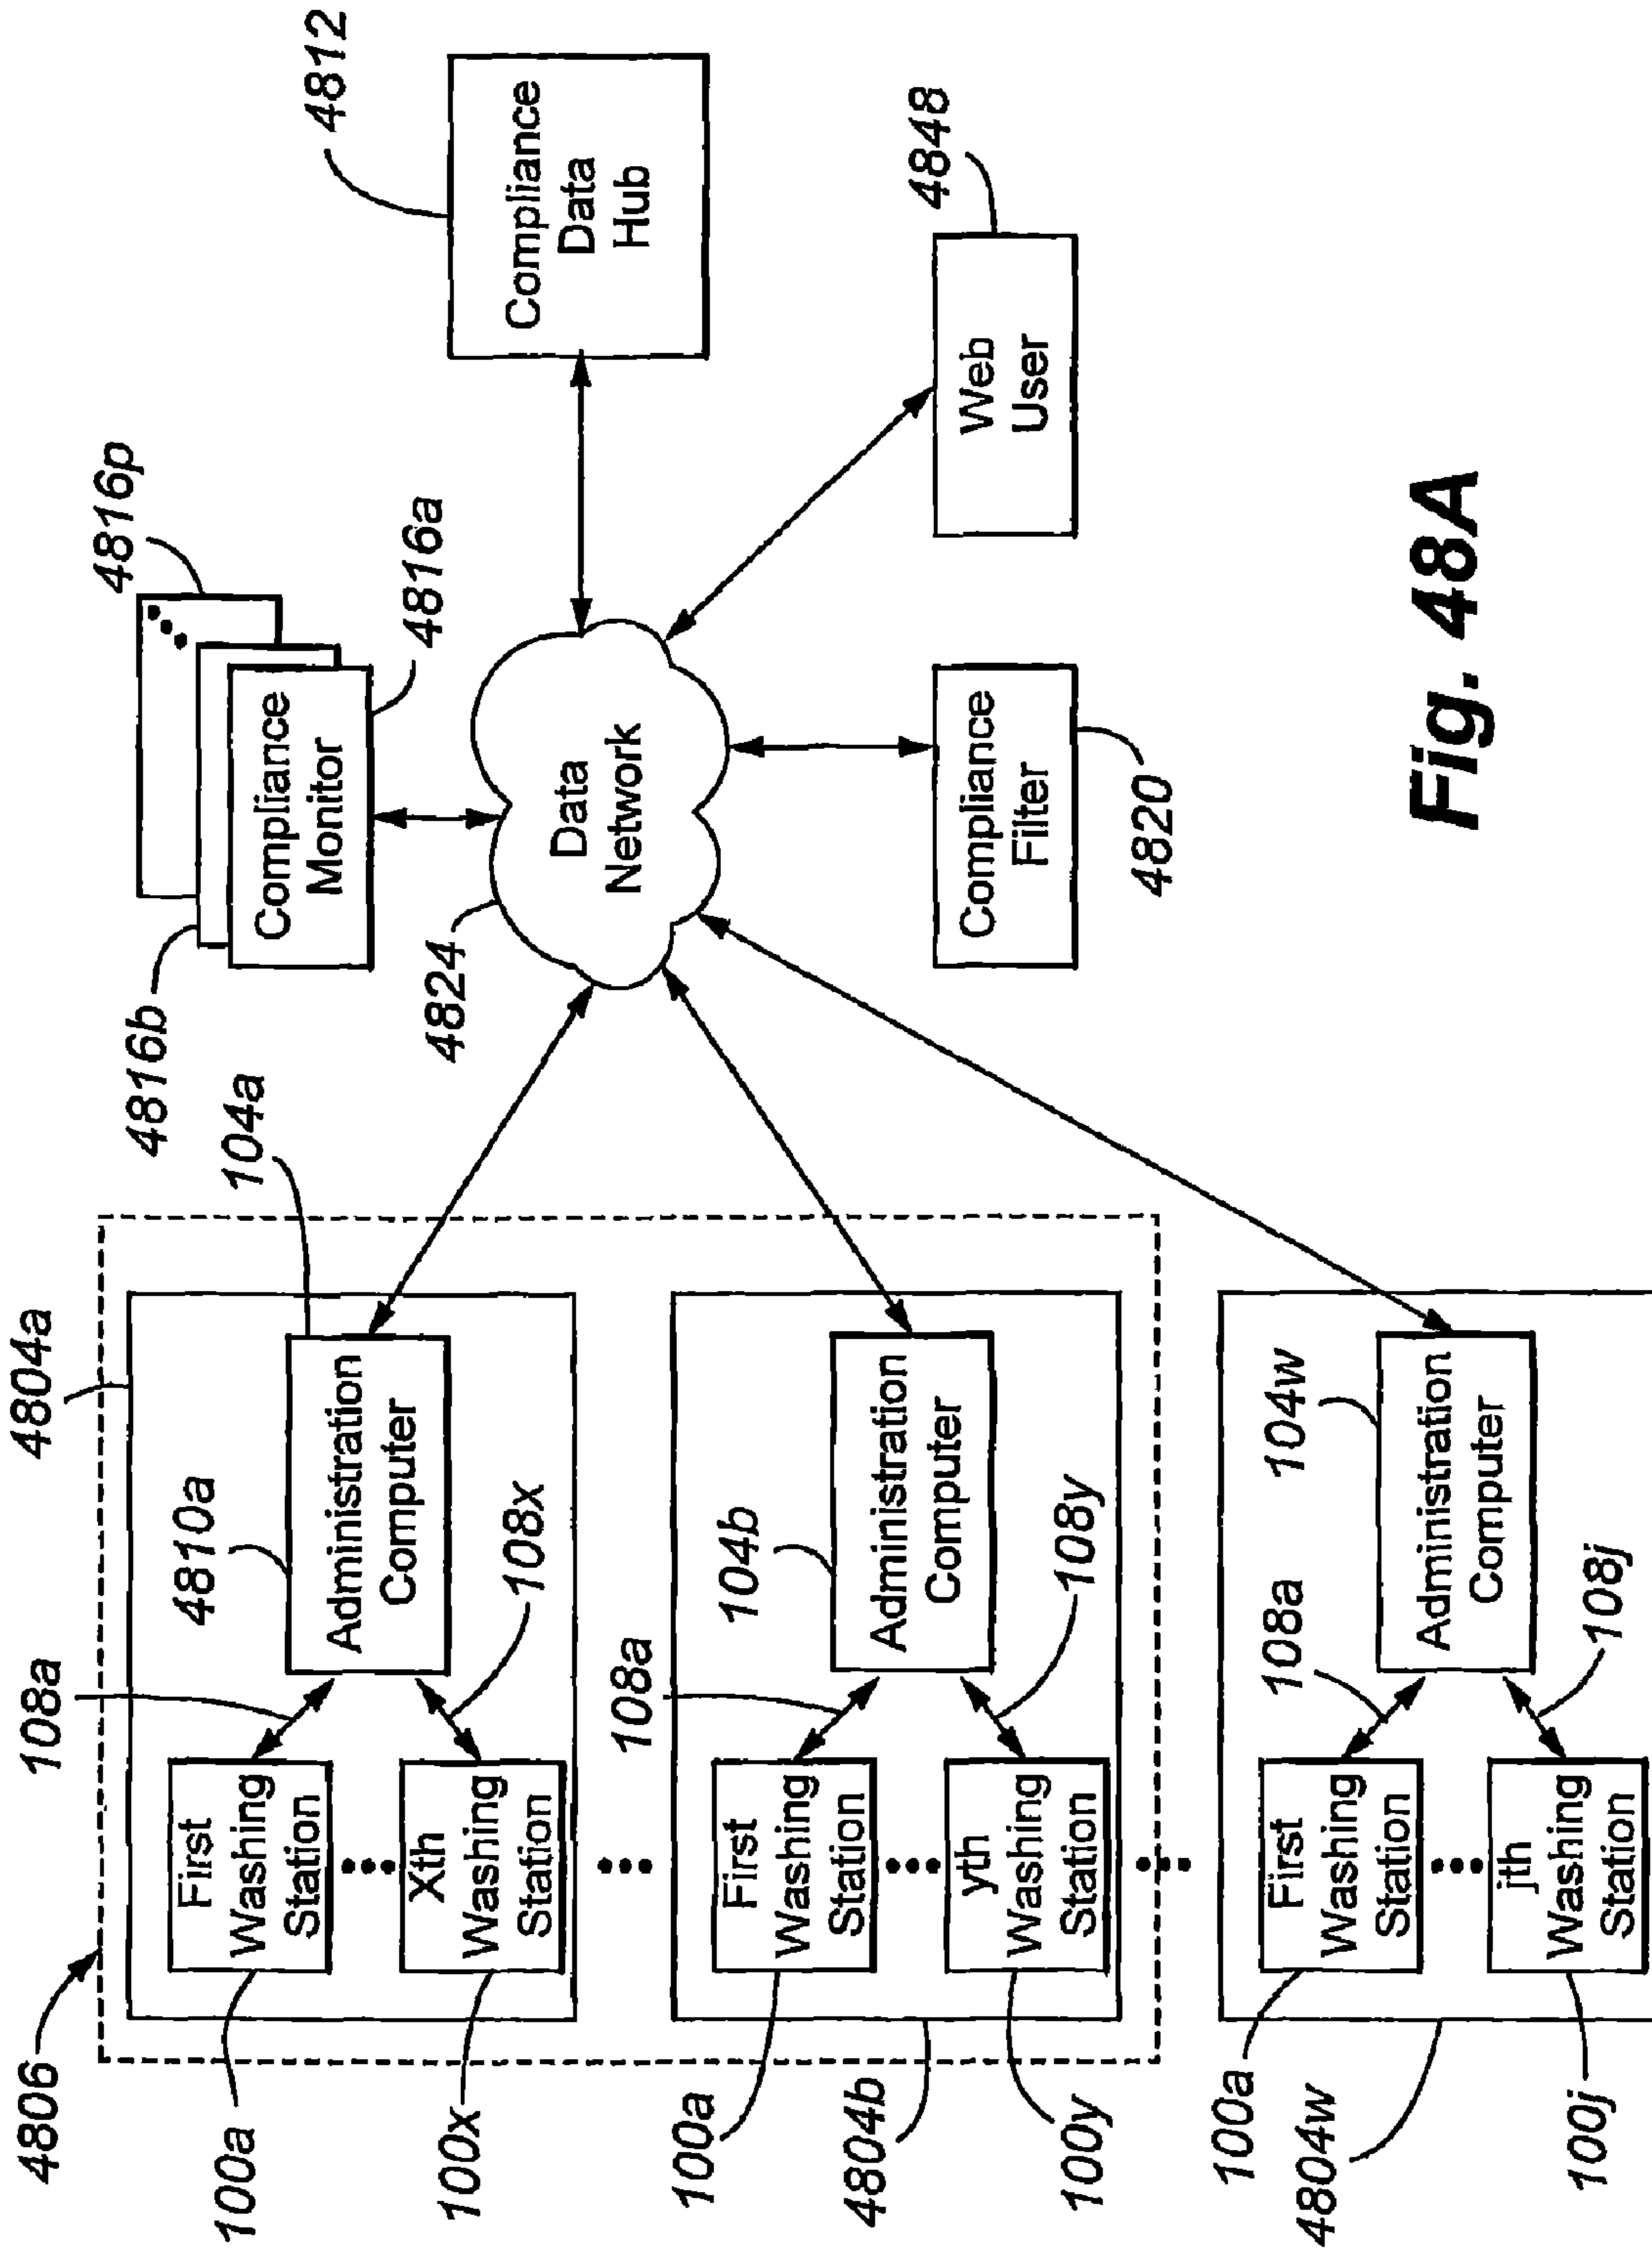 4806
108a
4804a
4810a
104a
First
Washing
Station
Administration
Computer
Xth
Washing
Station
108x
100a
100x
108a
104b
First
Washing
Station
Administration
Computer
yth
Washing
Station
108y
100a
4804b
100y
108a
104w
First
Washing
Station
Administration
Computer
jth
Washing
Station
108j
100a
4804w
100j
4816b
4816p
Compliance
Monitor
4816a
4824
Data
Network
4812
Compliance
Data
Hub
4848
Web
User
Compliance
Filter
4820
Fig. 48A